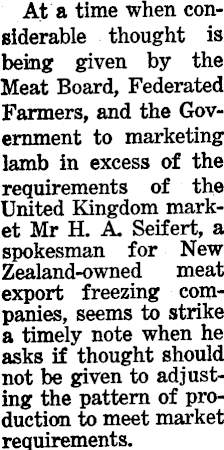 At a time when con-
siderable thought is
being given by the
Meat Board, Federated
Farmers, and the Gov-
ernment to marketing
lamb in excess of the
requirements of the
United Kingdom mark-
et Mr H. A. Seifert, a
spokesman for New
Zealand-owned meat
export freezing com-
panies, seems to strike
a timely note when he
asks if thought should
not be given to adjust-
ing the pattern of pro-
duction to meet market
requirements.